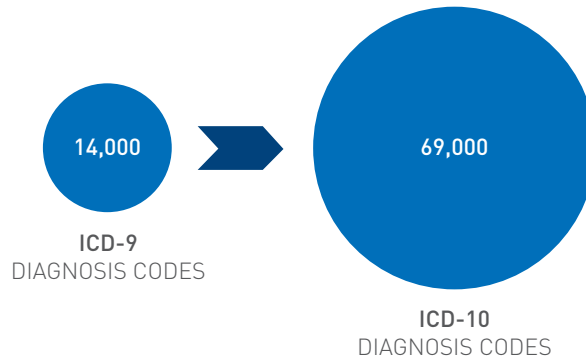 14,000
69,000
ICD-9
DIAGNOSIS CODES
ICD-10
DIAGNOSIS CODES